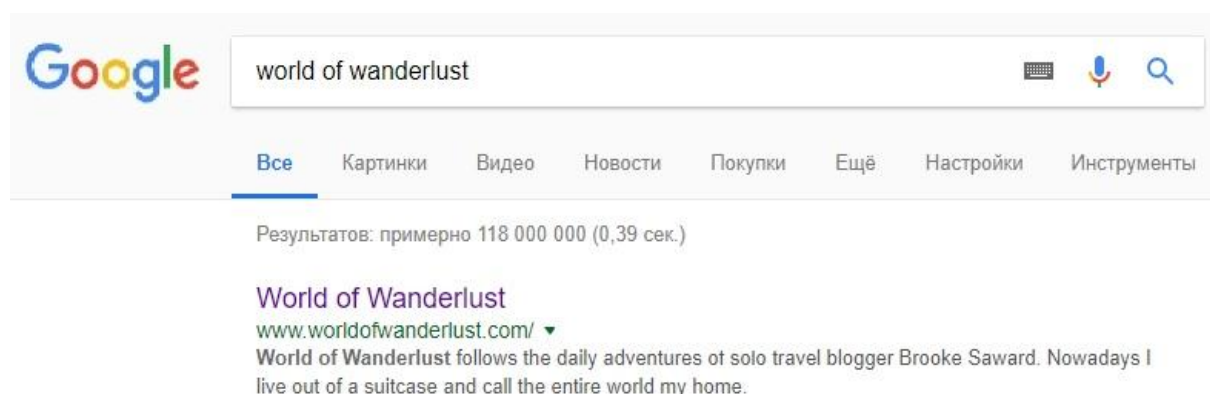 Google
world of wanderlust
Все Картинки Видео Новости Покупки Ещё Настройки Инструменты
Результатов: примерно 118 000 000 (0,39 сек.)
World of Wanderlust
www.worldofwanderlust.com/
World of Wanderlust follows the daily adventures of solo travel blogger Brooke Saward. Nowadays I
live out of a suitcase and call the entire world my home.